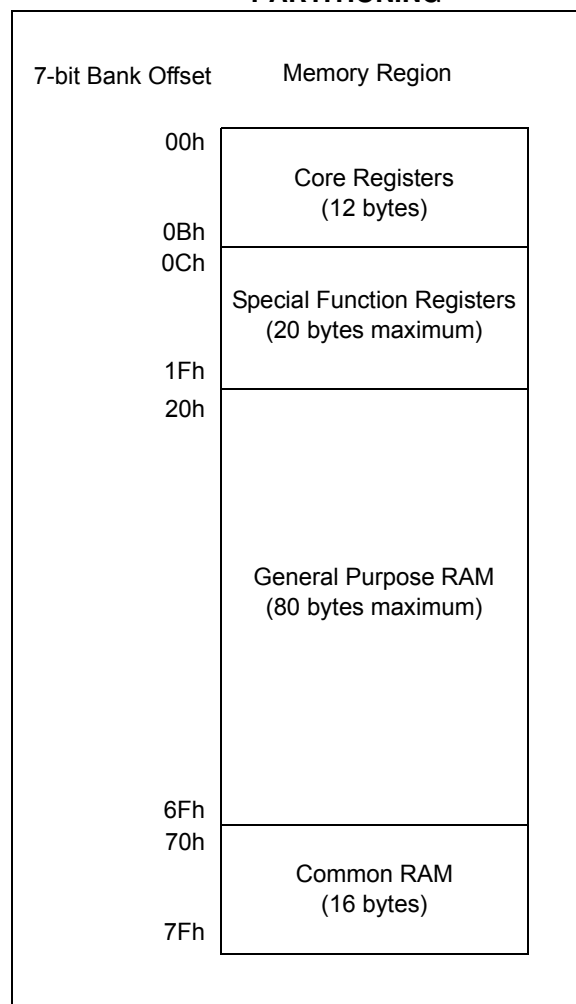 7-bit Bank Offset Memory Region
00h
Core Registers
(12 bytes)
0Bh
0Ch
Special Function Registers
(20 bytes maximum)
1Fh
20h
General Purpose RAM
(80 bytes maximum)
6Fh
70h
Common RAM
(16 bytes)
7Fh